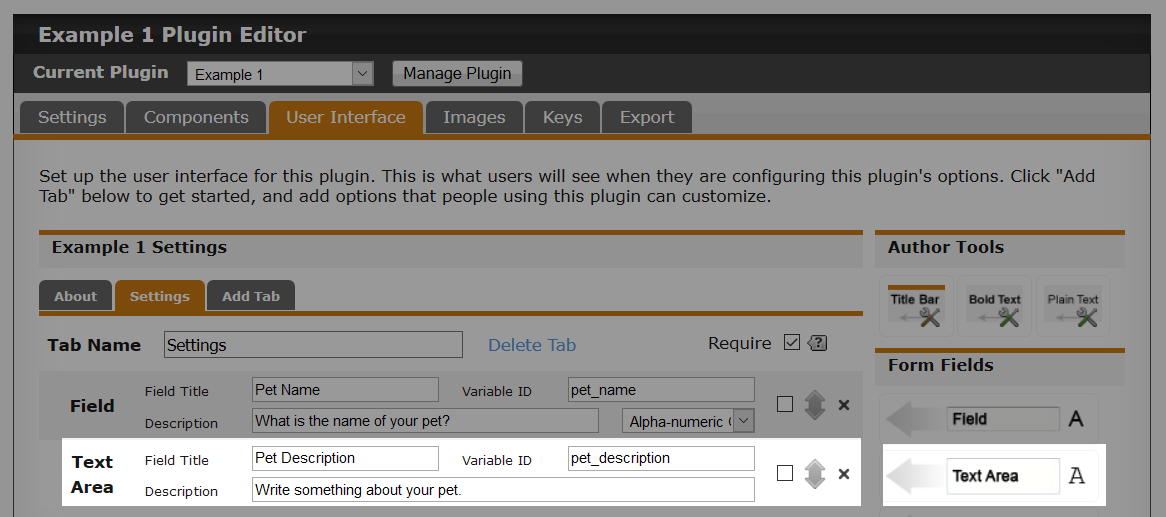 Example 1 Plugin Editor
Current Plugin Example 1 Manage Plugin
Settings Components User Interface Images Keys Export
Set up the user interface for this plugin. This is what users will see when they are configuring this plugin's options. Click "Add
Tab" below to get started, and add options that people using this plugin can customize.
Example 1 Settings
About Settings Add Tab
Tab Name Settings Delete Tab Require ?
Field
Field Title Pet Name Variable ID pet_name
Description What is the name of your pet? Alpha-numeric
Text
Area
Field Title Pet Description Variable ID pet_description
Description Write something about your pet.
Author Tools
Title Bar Bold Text Plain Text
Form Fields
Field A
Text Area A